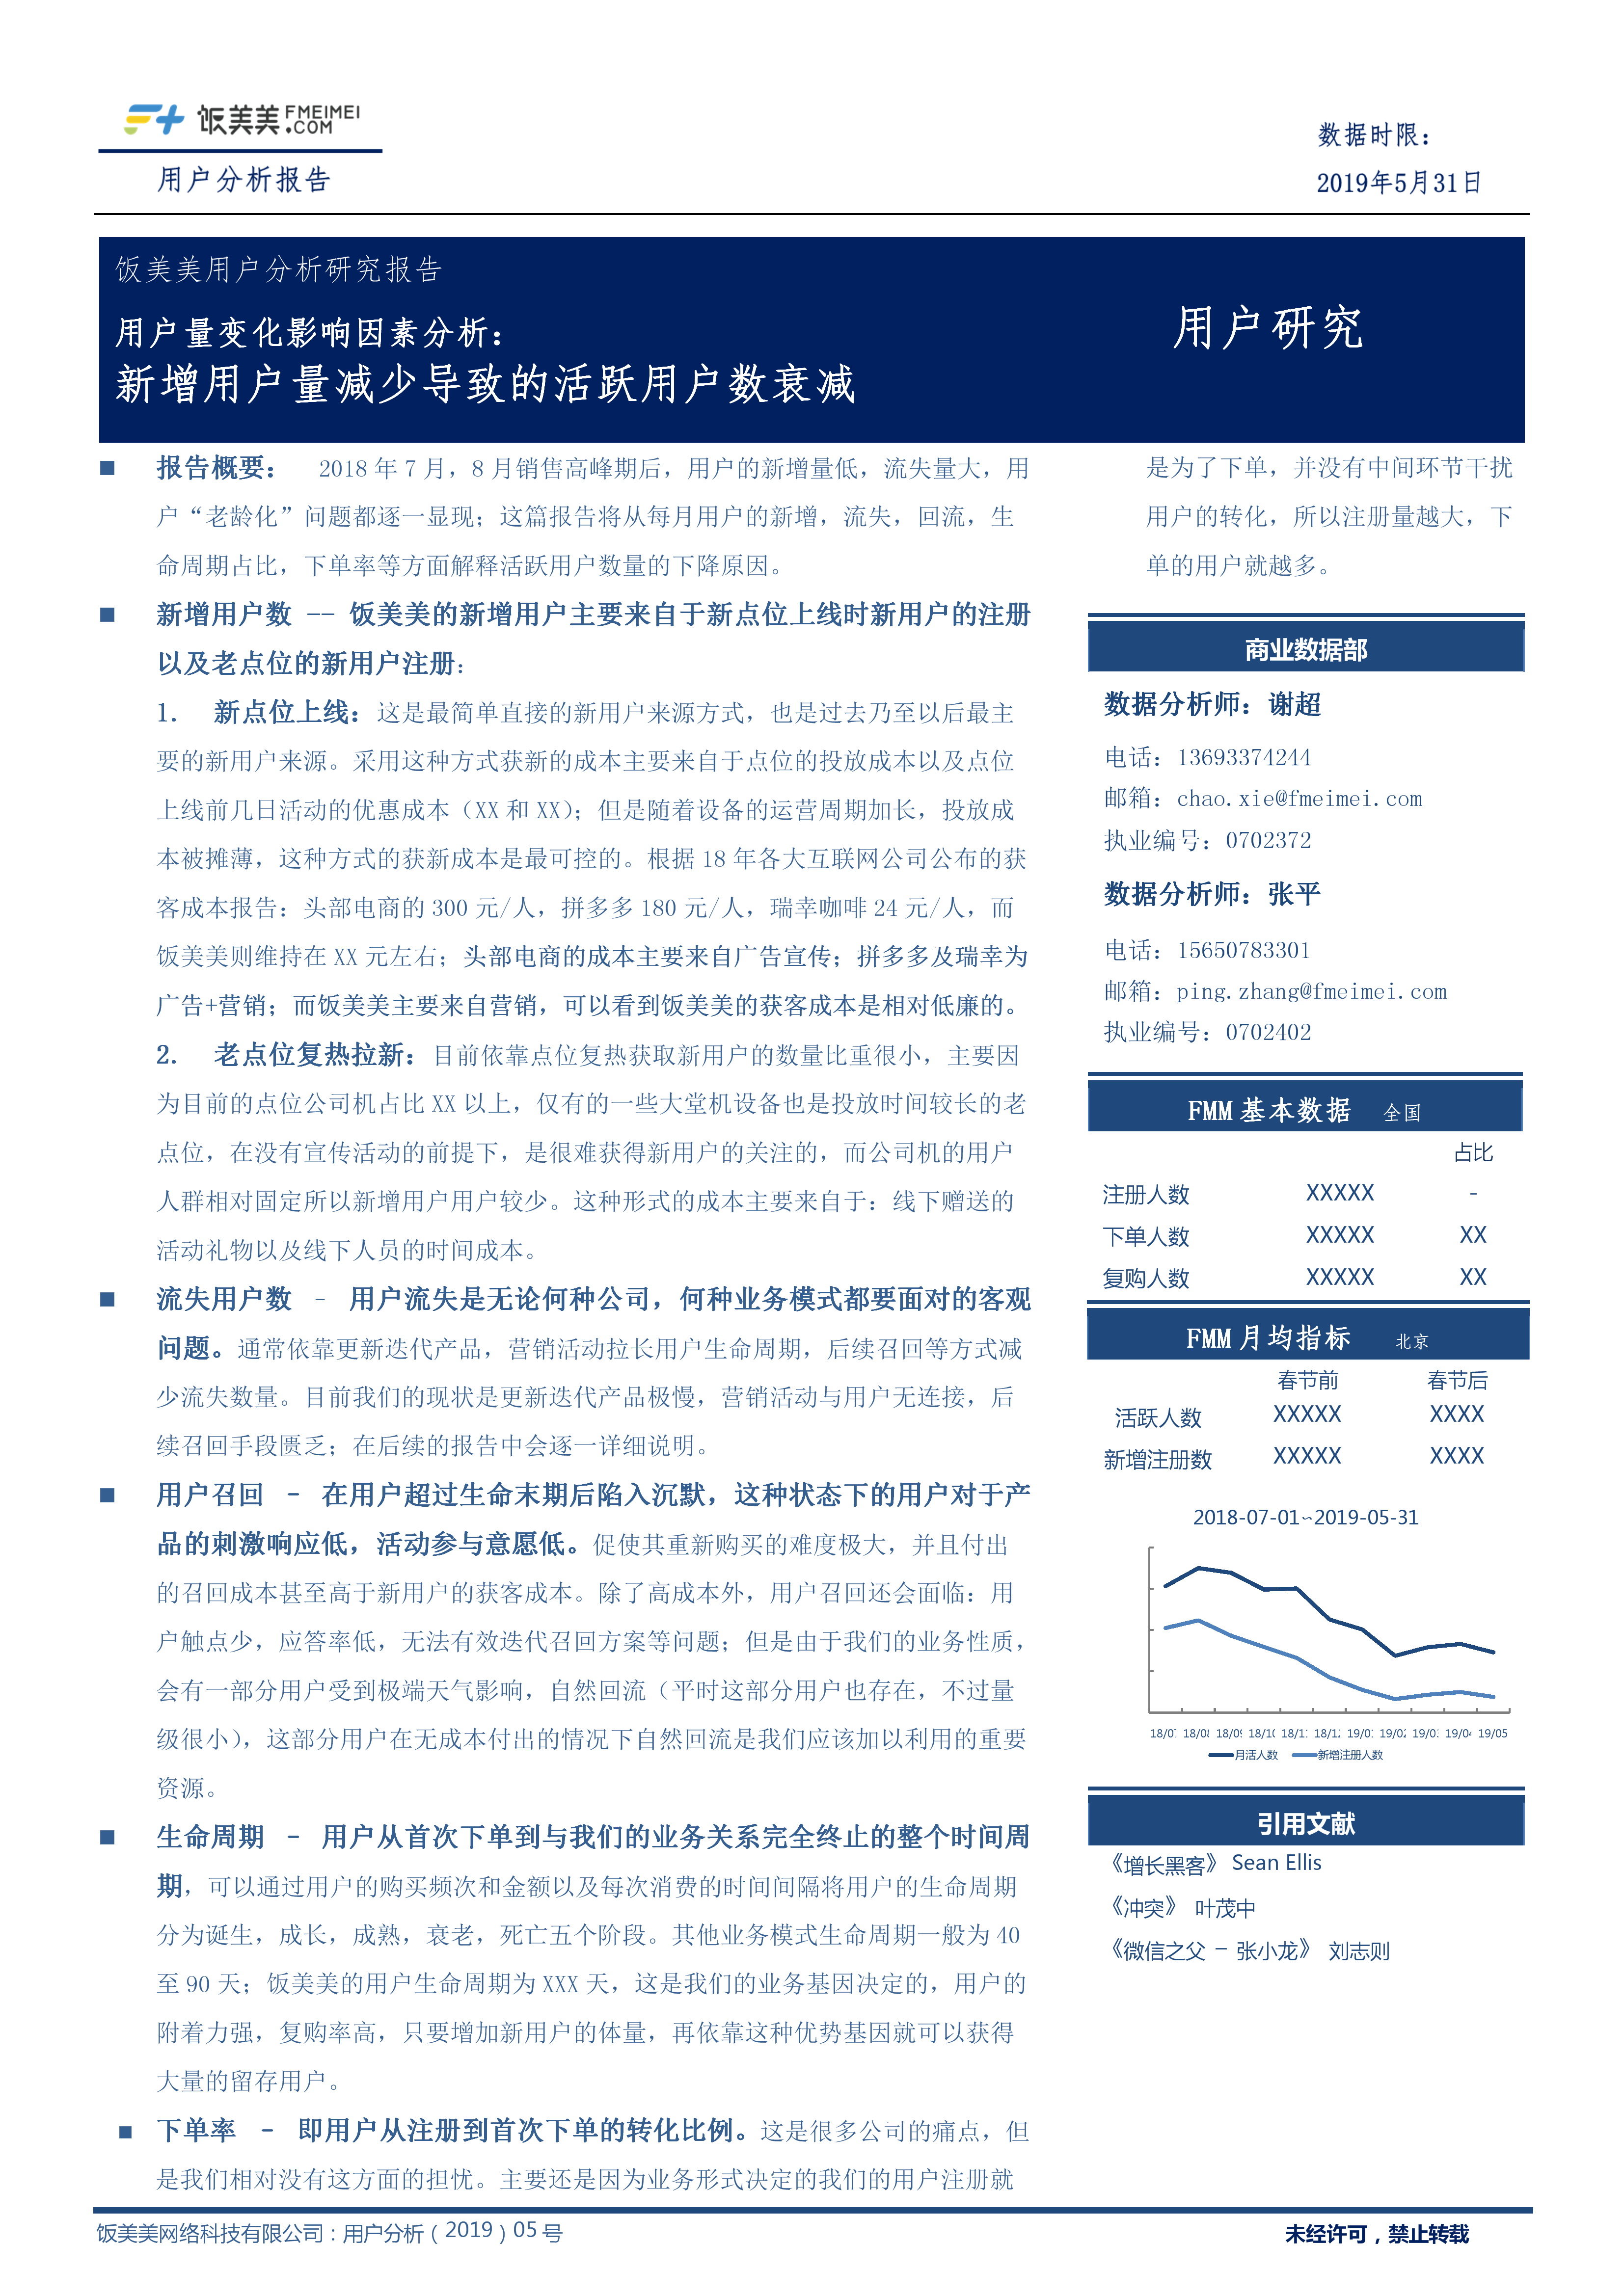 饭美美 FMEIMEI.COM
用户分析报告
数据时限：
2019年5月31日
饭美美用户分析研究报告
用户量变化影响因素分析：
新增用户量减少导致的活跃用户数衰减
用户研究
■ 报告概要： 2018 年 7 月，8 月销售高峰期后，用户的新增量低，流失量大，用
户“老龄化”问题都逐一显现；这篇报告将从每月用户的新增，流失，回流，生
命周期占比，下单率等方面解释活跃用户数量的下降原因。
■ 新增用户数 -- 饭美美的新增用户主要来自于新点位上线时新用户的注册
以及老点位的新用户注册：
1. 新点位上线：这是最简单直接的新用户来源方式，也是过去乃至以后最主
要的新用户来源。采用这种方式获新的成本主要来自于点位的投放成本以及点位
上线前几日活动的优惠成本（XX 和 XX）；但是随着设备的运营周期加长，投放成
本被摊薄，这种方式的获新成本是最可控的。根据 18 年各大互联网公司公布的获
客成本报告：头部电商的 300 元/人，拼多多 180 元/人，瑞幸咖啡 24 元/人，而
饭美美则维持在 XX 元左右；头部电商的成本主要来自广告宣传；拼多多及瑞幸为
广告+营销；而饭美美主要来自营销，可以看到饭美美的获客成本是相对低廉的。
2. 老点位复热拉新：目前依靠点位复热获取新用户的数量比重很小，主要因
为目前的点位公司机占比 XX 以上，仅有的一些大堂机设备也是投放时间较长的老
点位，在没有宣传活动的前提下，是很难获得新用户的关注的，而公司机的用户
人群相对固定所以新增用户用户较少。这种形式的成本主要来自于：线下赠送的
活动礼物以及线下人员的时间成本。
■ 流失用户数 – 用户流失是无论何种公司，何种业务模式都要面对的客观
问题。通常依靠更新迭代产品，营销活动拉长用户生命周期，后续召回等方式减
少流失数量。目前我们的现状是更新迭代产品极慢，营销活动与用户无连接，后
续召回手段匮乏；在后续的报告中会逐一详细说明。
■ 用户召回 – 在用户超过生命末期后陷入沉默，这种状态下的用户对于产
品的刺激响应低，活动参与意愿低。促使其重新购买的难度极大，并且付出
的召回成本甚至高于新用户的获客成本。除了高成本外，用户召回还会面临：用
户触点少，应答率低，无法有效迭代召回方案等问题；但是由于我们的业务性质，
会有一部分用户受到极端天气影响，自然回流（平时这部分用户也存在，不过量
级很小），这部分用户在无成本付出的情况下自然回流是我们应该加以利用的重要
资源。
■ 生命周期 – 用户从首次下单到与我们的业务关系完全终止的整个时间周
期，可以通过用户的购买频次和金额以及每次消费的时间间隔将用户的生命周期
分为诞生，成长，成熟，衰老，死亡五个阶段。其他业务模式生命周期一般为 40
至 90 天；饭美美的用户生命周期为 XXX 天，这是我们的业务基因决定的，用户的
附着力强，复购率高，只要增加新用户的体量，再依靠这种优势基因就可以获得
大量的留存用户。
■ 下单率 – 即用户从注册到首次下单的转化比例。这是很多公司的痛点，但
是我们相对没有这方面的担忧。主要还是因为业务形式决定的我们的用户注册就
是为了下单，并没有中间环节干扰
用户的转化，所以注册量越大，下
单的用户就越多。
商业数据部
数据分析师：谢超
电话：13693374244
邮箱：chao.xie@fmeimei.com
执业编号：0702372
数据分析师：张平
电话：15650783301
邮箱：ping.zhang@fmeimei.com
执业编号：0702402
FMM 基本数据 全国
占比
注册人数 XXXXX -
下单人数 XXXXX XX
复购人数 XXXXX XX
FMM 月均指标 北京
春节前 春节后
活跃人数 XXXXX XXXX
新增注册数 XXXXX XXXX
2018-07-01~2019-05-31
18/0 18/0 18/0 18/1 18/1 18/1 19/0 19/0 19/0 19/04 19/05
月活人数 新增注册人数
引用文献
《增长黑客》 Sean Ellis
《冲突》 叶茂中
《微信之父 – 张小龙》 刘志则
饭美美网络科技有限公司：用户分析（2019）05 号
未经许可，禁止转载